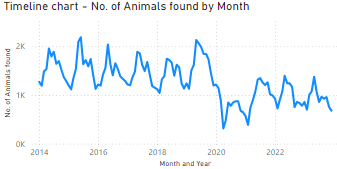 Timeline chart - No. of Animals found by Month
No. of Animals found
2K
1K
0K
2014 2016 2018 2020 2022
Month and Year